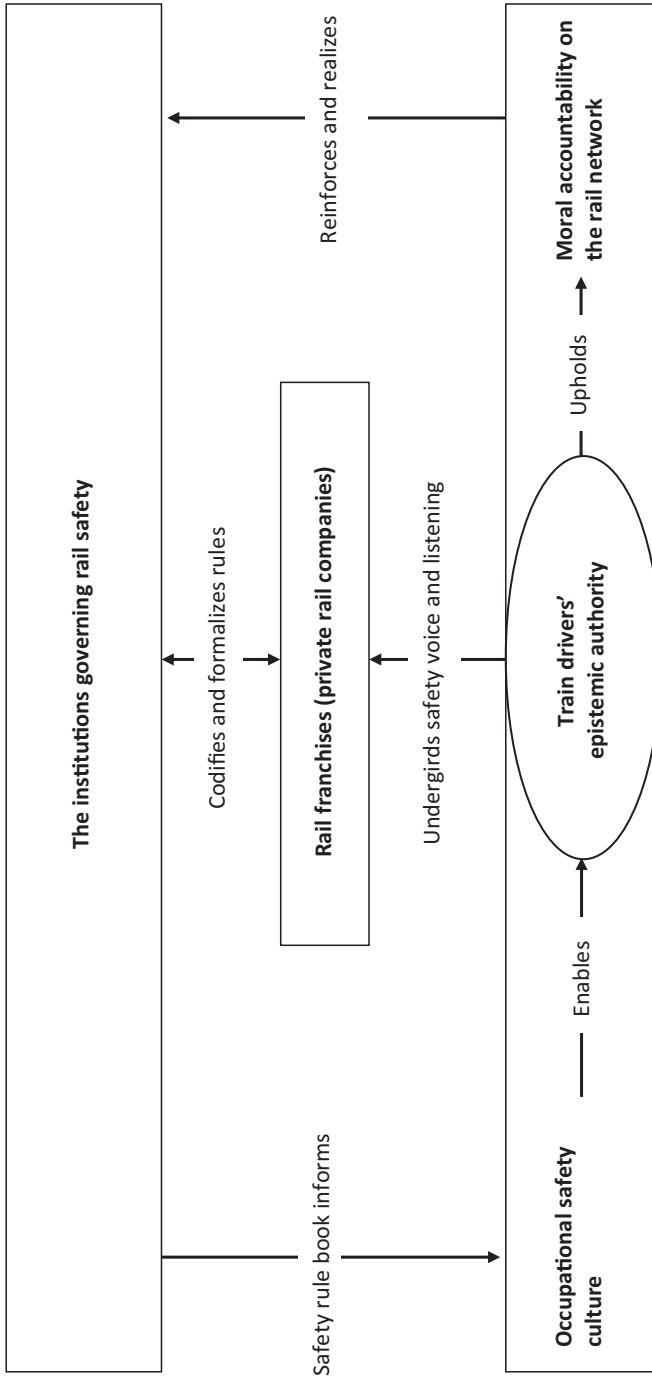 The institutions governing rail safety
Safety rule book informs
Codifies and formalizes rules
Reinforces and realizes
Rail franchises (private rail companies)
Undergirds safety voice and listening
Occupational safety
culture
Enables
Train drivers’
epistemic authority
Upholds
Moral accountability on
the rail network